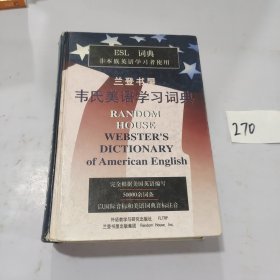 ESL 词典
非本族英语学习者使用
兰登书屋
韦氏美语学习词典
RANDOM
HOUSE
WEBSTER'S
DICTIONARY
of American English
完全根据美国英语编写
50000余词条
以国际音标和美语词典音标注音
外语教学与研究出版社 FLTRP
兰登书屋出版集团 Random House, Inc.
270